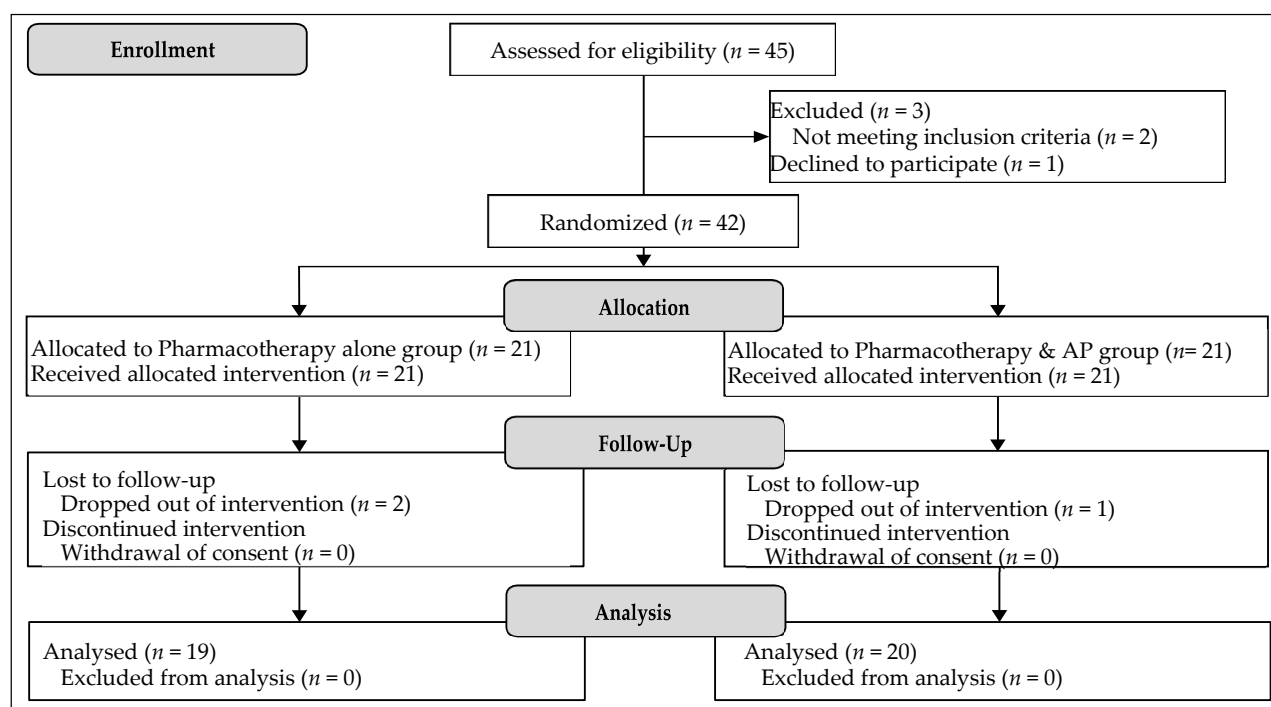 Enrollment
Assessed for eligibility (n = 45)
Excluded (n = 3)
Not meeting inclusion criteria (n = 2)
Declined to participate (n = 1)
Randomized (n = 42)
Allocation
Allocated to Pharmacotherapy alone group (n = 21)
Received allocated intervention (n = 21)
Allocated to Pharmacotherapy & AP group (n= 21)
Received allocated intervention (n = 21)
Follow-Up
Lost to follow-up
Dropped out of intervention (n = 2)
Discontinued intervention
Withdrawal of consent (n = 0)
Lost to follow-up
Dropped out of intervention (n = 1)
Discontinued intervention
Withdrawal of consent (n = 0)
Analysis
Analysed (n = 19)
Excluded from analysis (n = 0)
Analysed (n = 20)
Excluded from analysis (n = 0)